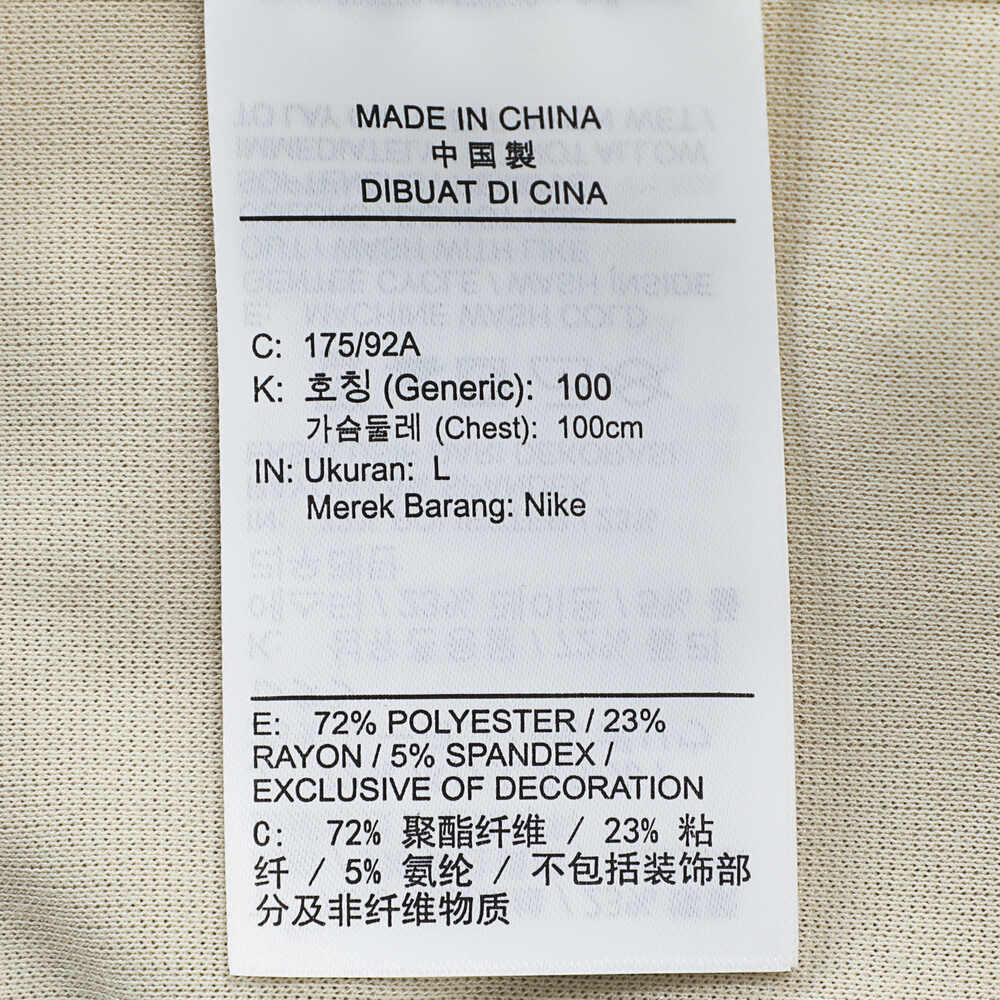 MADE IN CHINA
中国製
DIBUAT DI CINA
C: 175/92A
K: 호칭 (Generic): 100
가슴둘레 (Chest): 100cm
IN: Ukuran: L
Merek Barang: Nike
E: 72% POLYESTER / 23%
RAYON / 5% SPANDEX /
EXCLUSIVE OF DECORATION
C: 72% 聚酯纤维 / 23% 粘
纤 / 5% 氨纶 / 不包括装饰部
分及非纤维物质